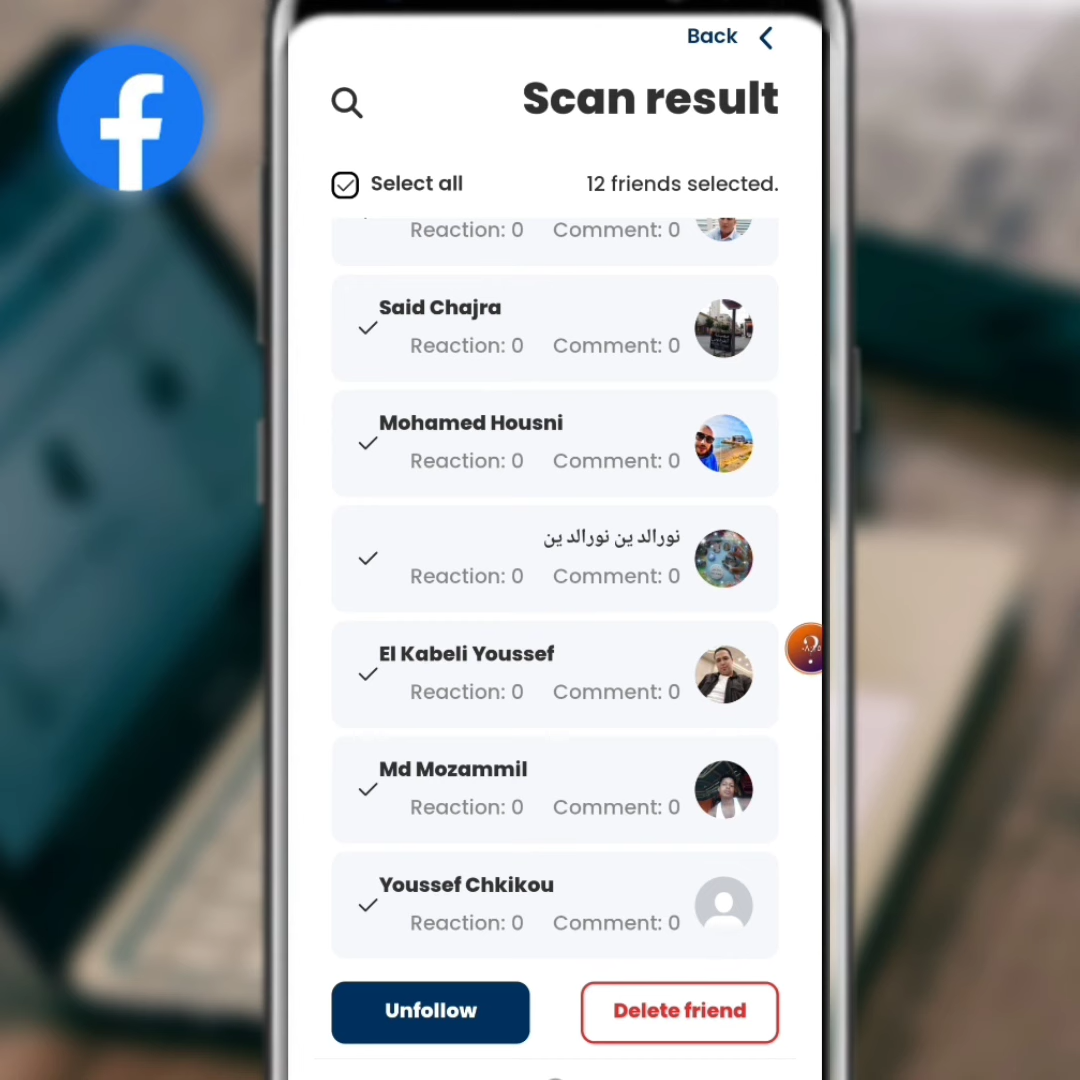 Back
Scan result
Select all
12 friends selected.
Reaction: 0 Comment: 0
Said Chajra
Reaction: 0 Comment: 0
Mohamed Housni
Reaction: 0 Comment: 0
نورالد ين نورالد ين
Reaction: 0 Comment: 0
El Kabeli Youssef
Reaction: 0 Comment: 0
Md Mozammil
Reaction: 0 Comment: 0
Youssef Chkikou
Reaction: 0 Comment: 0
Unfollow
Delete friend